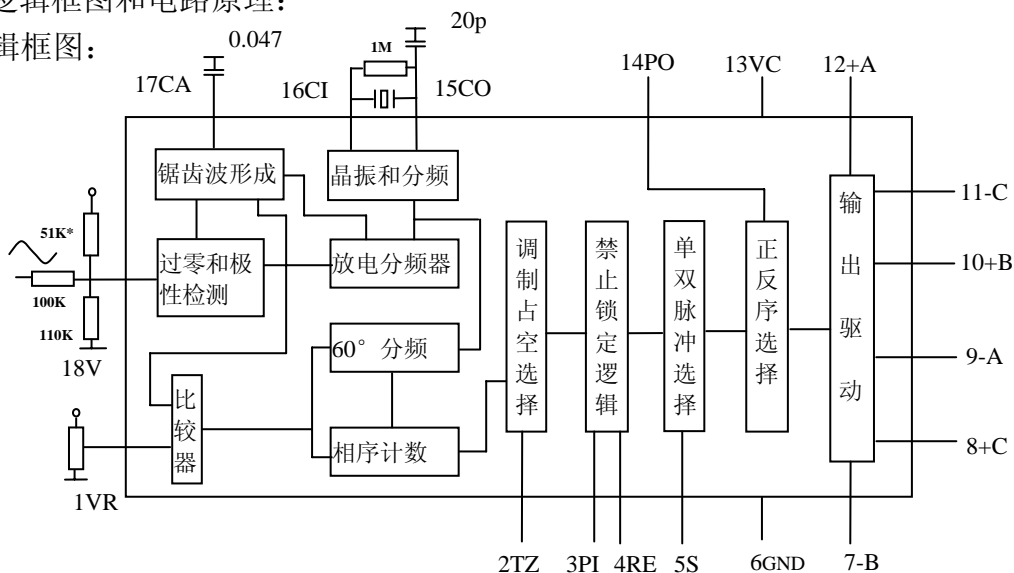 逻辑框图和电路原理：
辑框图：
0.047
20p
1M
17CA
16CI
15CO
14PO
13VC
12+A
锯齿波形成
晶振和分频
51K*
100K
110K
18V
过零和极
性检测
放电分频器
60°分频
比较器
相序计数
1VR
调制占空选择
禁止锁定逻辑
单双脉冲选择
正反序选择
输出驱动
11-C
10+B
9-A
8+C
2TZ
3PI
4RE
5S
6GND
7-B